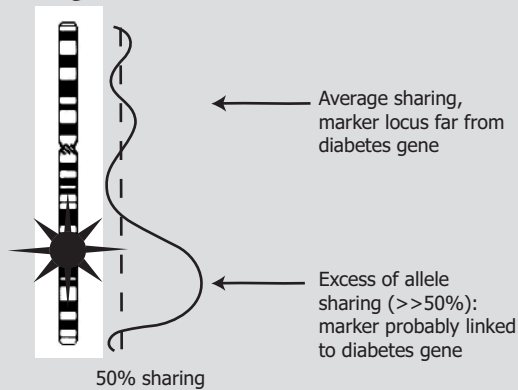 Average sharing,
marker locus far from
diabetes gene
Excess of allele
sharing (>>50%):
marker probably linked
to diabetes gene
50% sharing